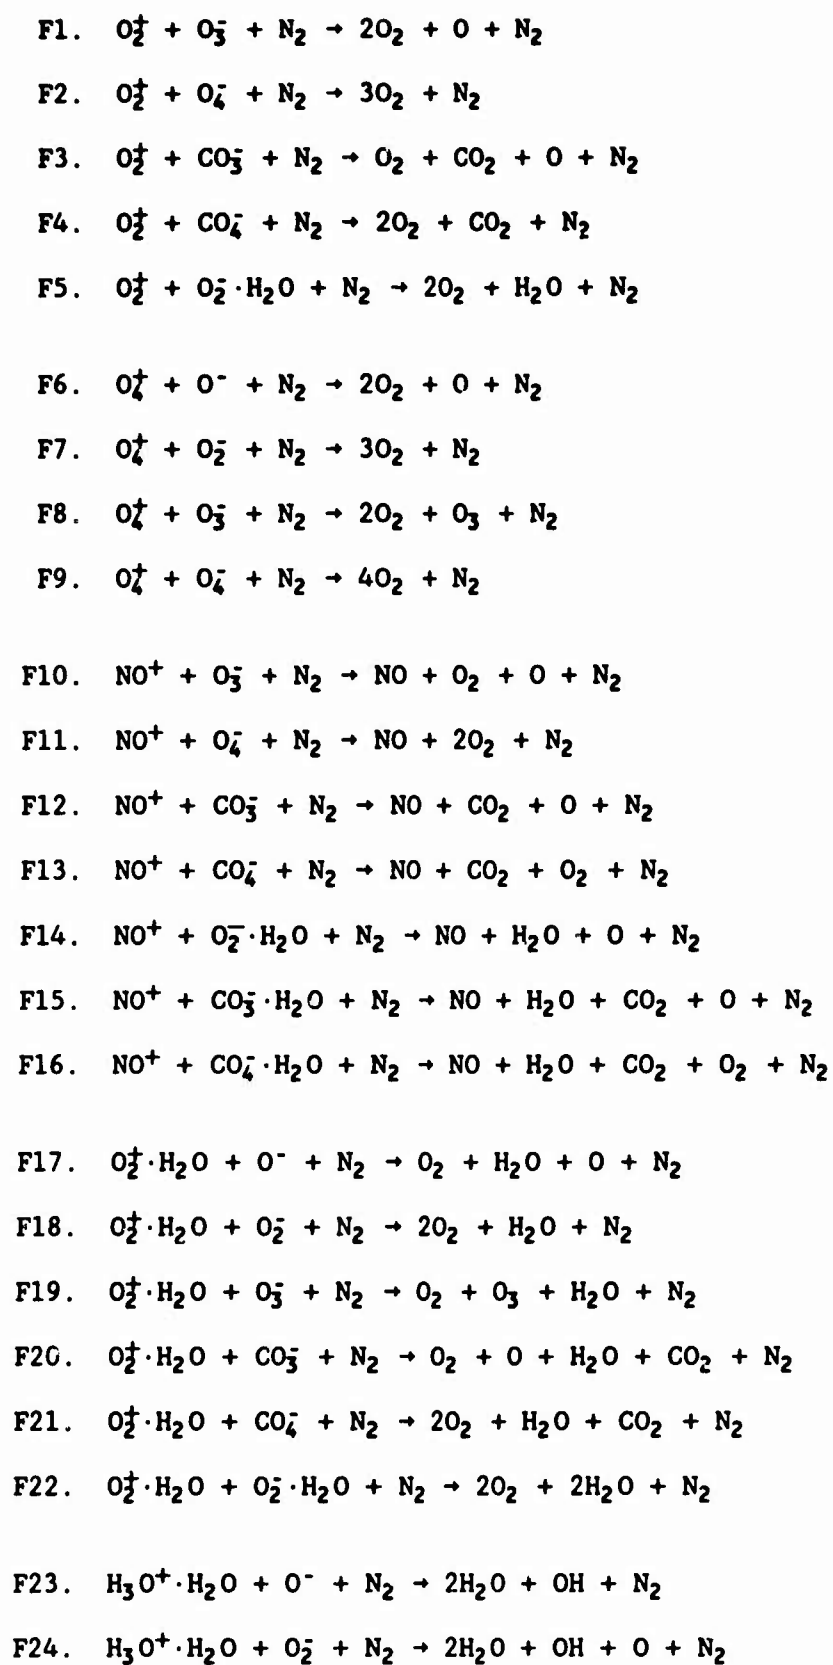 F1. O₂⁺ + O₃⁻ + N₂ → 2O₂ + O + N₂
F2. O₂⁺ + O₄⁻ + N₂ → 3O₂ + N₂
F3. O₂⁺ + CO₃⁻ + N₂ → O₂ + CO₂ + O + N₂
F4. O₂⁺ + CO₄⁻ + N₂ → 2O₂ + CO₂ + N₂
F5. O₂⁺ + O₂⁻·H₂O + N₂ → 2O₂ + H₂O + N₂
F6. O₄⁺ + O⁻ + N₂ → 2O₂ + O + N₂
F7. O₄⁺ + O₂⁻ + N₂ → 3O₂ + N₂
F8. O₄⁺ + O₃⁻ + N₂ → 2O₂ + O₃ + N₂
F9. O₄⁺ + O₄⁻ + N₂ → 4O₂ + N₂
F10. NO⁺ + O₃⁻ + N₂ → NO + O₂ + O + N₂
F11. NO⁺ + O₄⁻ + N₂ → NO + 2O₂ + N₂
F12. NO⁺ + CO₃⁻ + N₂ → NO + CO₂ + O + N₂
F13. NO⁺ + CO₄⁻ + N₂ → NO + CO₂ + O₂ + N₂
F14. NO⁺ + O₂⁻·H₂O + N₂ → NO + H₂O + O + N₂
F15. NO⁺ + CO₃⁻·H₂O + N₂ → NO + H₂O + CO₂ + O + N₂
F16. NO⁺ + CO₄⁻·H₂O + N₂ → NO + H₂O + CO₂ + O₂ + N₂
F17. O₂⁺·H₂O + O⁻ + N₂ → O₂ + H₂O + O + N₂
F18. O₂⁺·H₂O + O₂⁻ + N₂ → 2O₂ + H₂O + N₂
F19. O₂⁺·H₂O + O₃⁻ + N₂ → O₂ + O₃ + H₂O + N₂
F20. O₂⁺·H₂O + CO₃⁻ + N₂ → O₂ + O + H₂O + CO₂ + N₂
F21. O₂⁺·H₂O + CO₄⁻ + N₂ → 2O₂ + H₂O + CO₂ + N₂
F22. O₂⁺·H₂O + O₂⁻·H₂O + N₂ → 2O₂ + 2H₂O + N₂
F23. H₃O⁺·H₂O + O⁻ + N₂ → 2H₂O + OH + N₂
F24. H₃O⁺·H₂O + O₂⁻ + N₂ → 2H₂O + OH + O + N₂